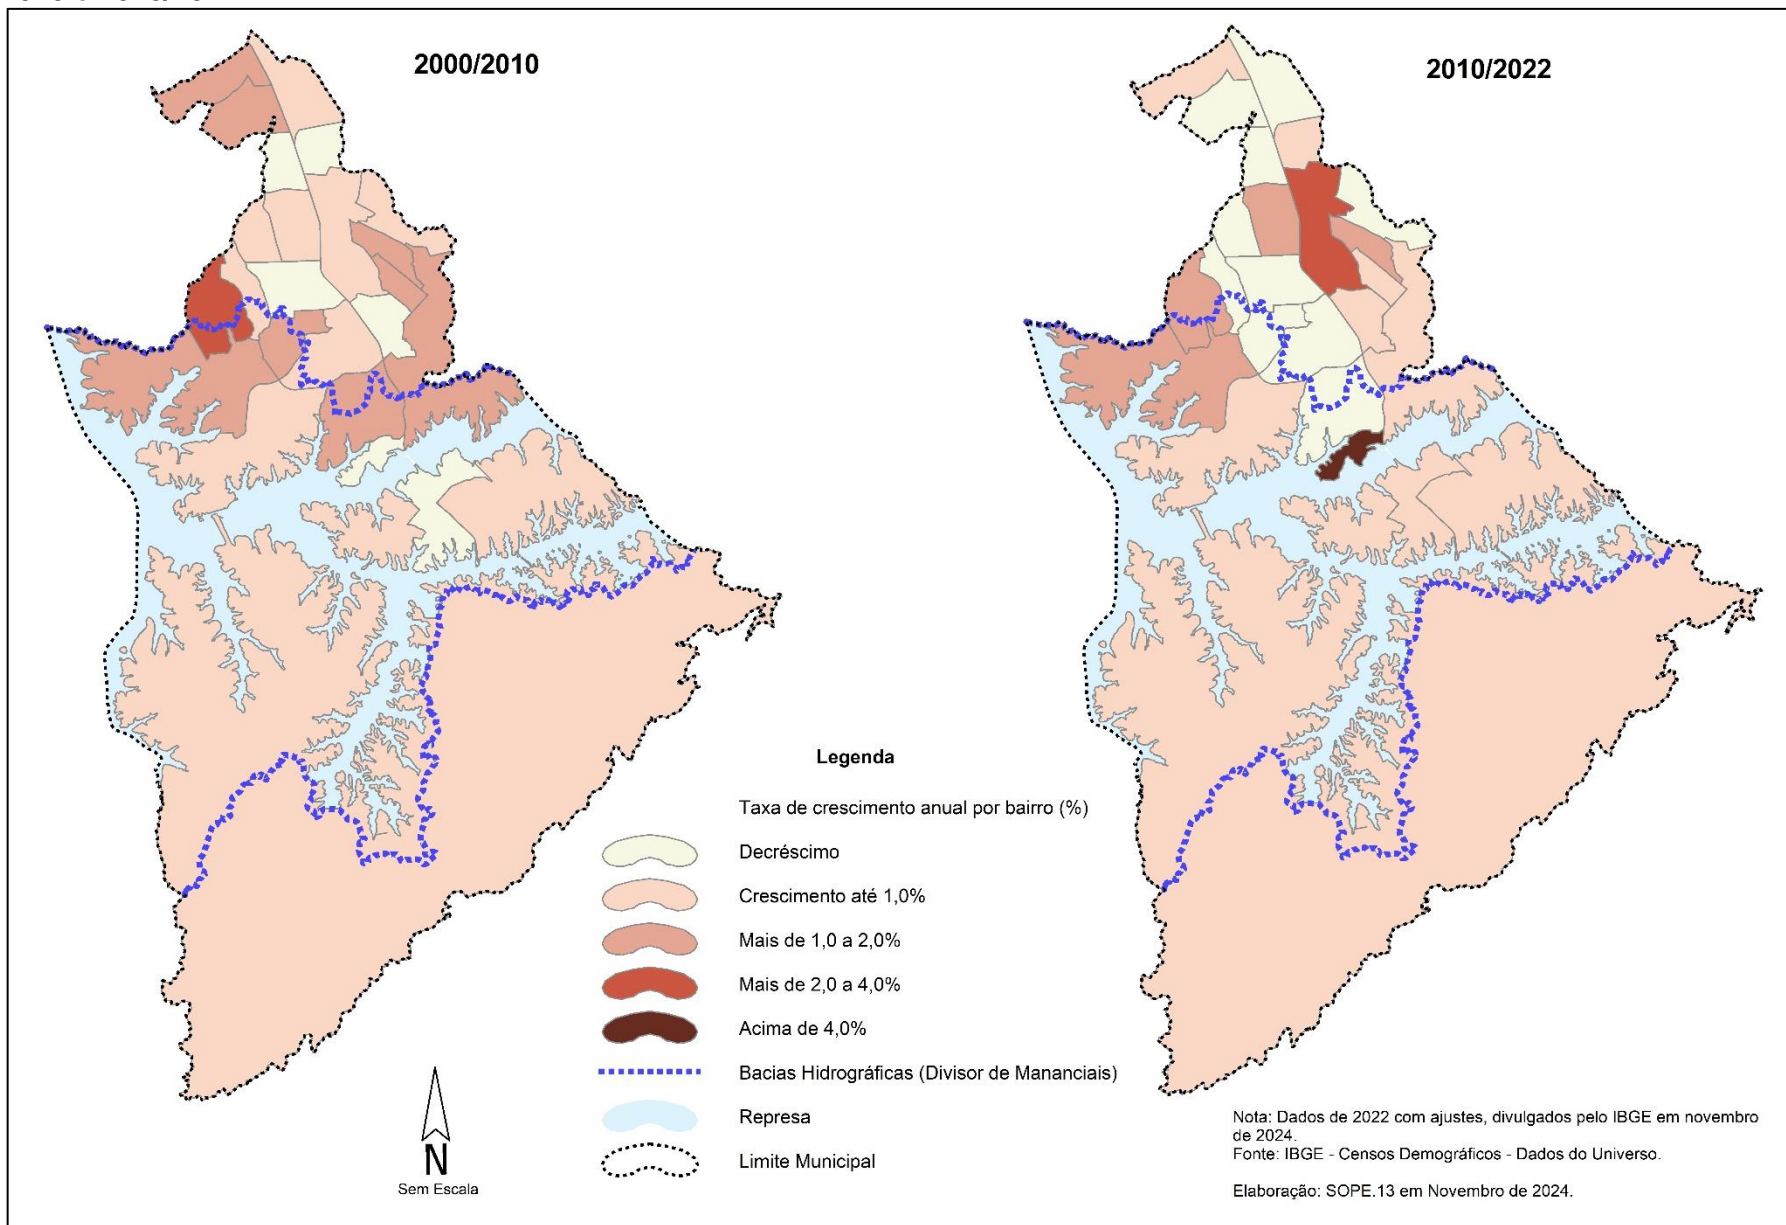 2000/2010
2010/2022
Legenda
Taxa de crescimento anual por bairro (%)
Decréscimo
Crescimento até 1,0%
Mais de 1,0 a 2,0%
Mais de 2,0 a 4,0%
Acima de 4,0%
Bacias Hidrográficas (Divisor de Mananciais)
Represa
Limite Municipal
N
Sem Escala
Nota: Dados de 2022 com ajustes, divulgados pelo IBGE em novembro
de 2024.
Fonte: IBGE - Censos Demográficos - Dados do Universo.
Elaboração: SOPE.13 em Novembro de 2024.